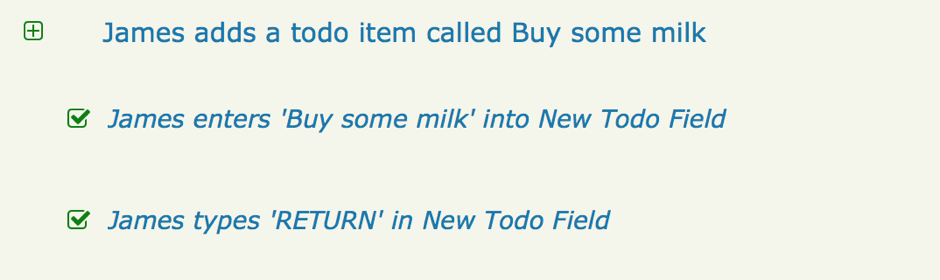 James adds a todo item called Buy some milk
James enters 'Buy some milk' into New Todo Field
James types 'RETURN' in New Todo Field